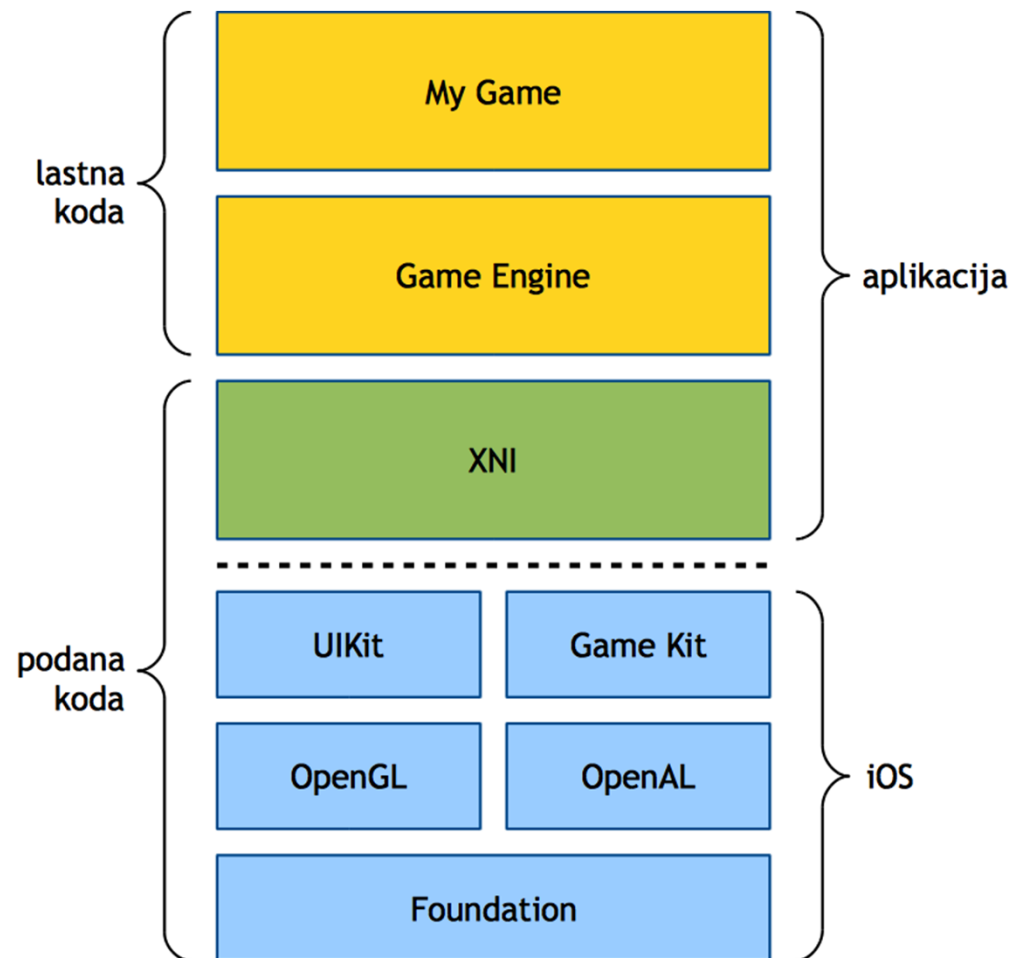 My Game
lastna
koda
Game Engine
aplikacija
XNI
UIKit
Game Kit
podana
koda
OpenGL
OpenAL
iOS
Foundation